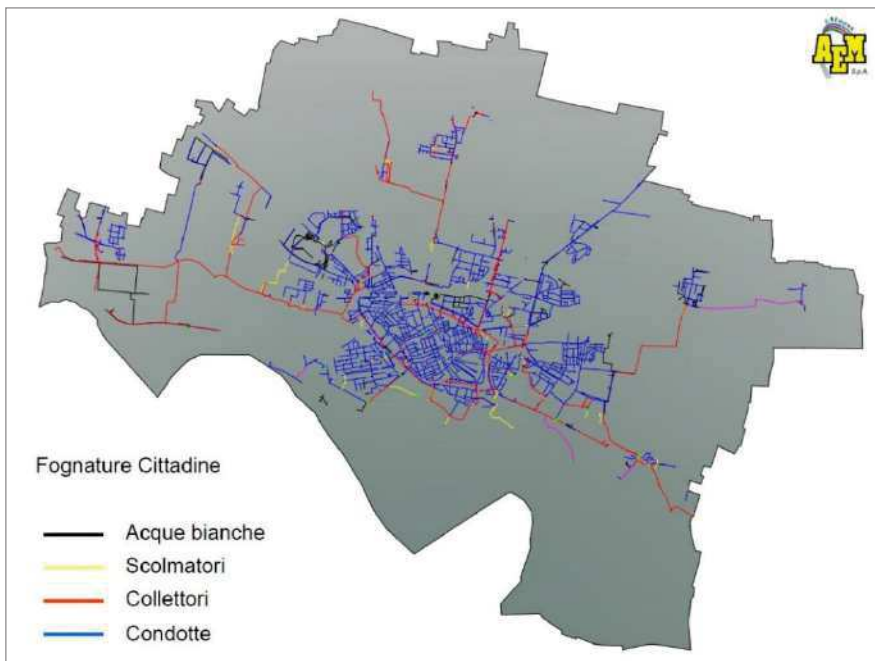 AEM
S.p.A.
Fognature Cittadine
Acque bianche
Scolmatori
Collettori
Condotte